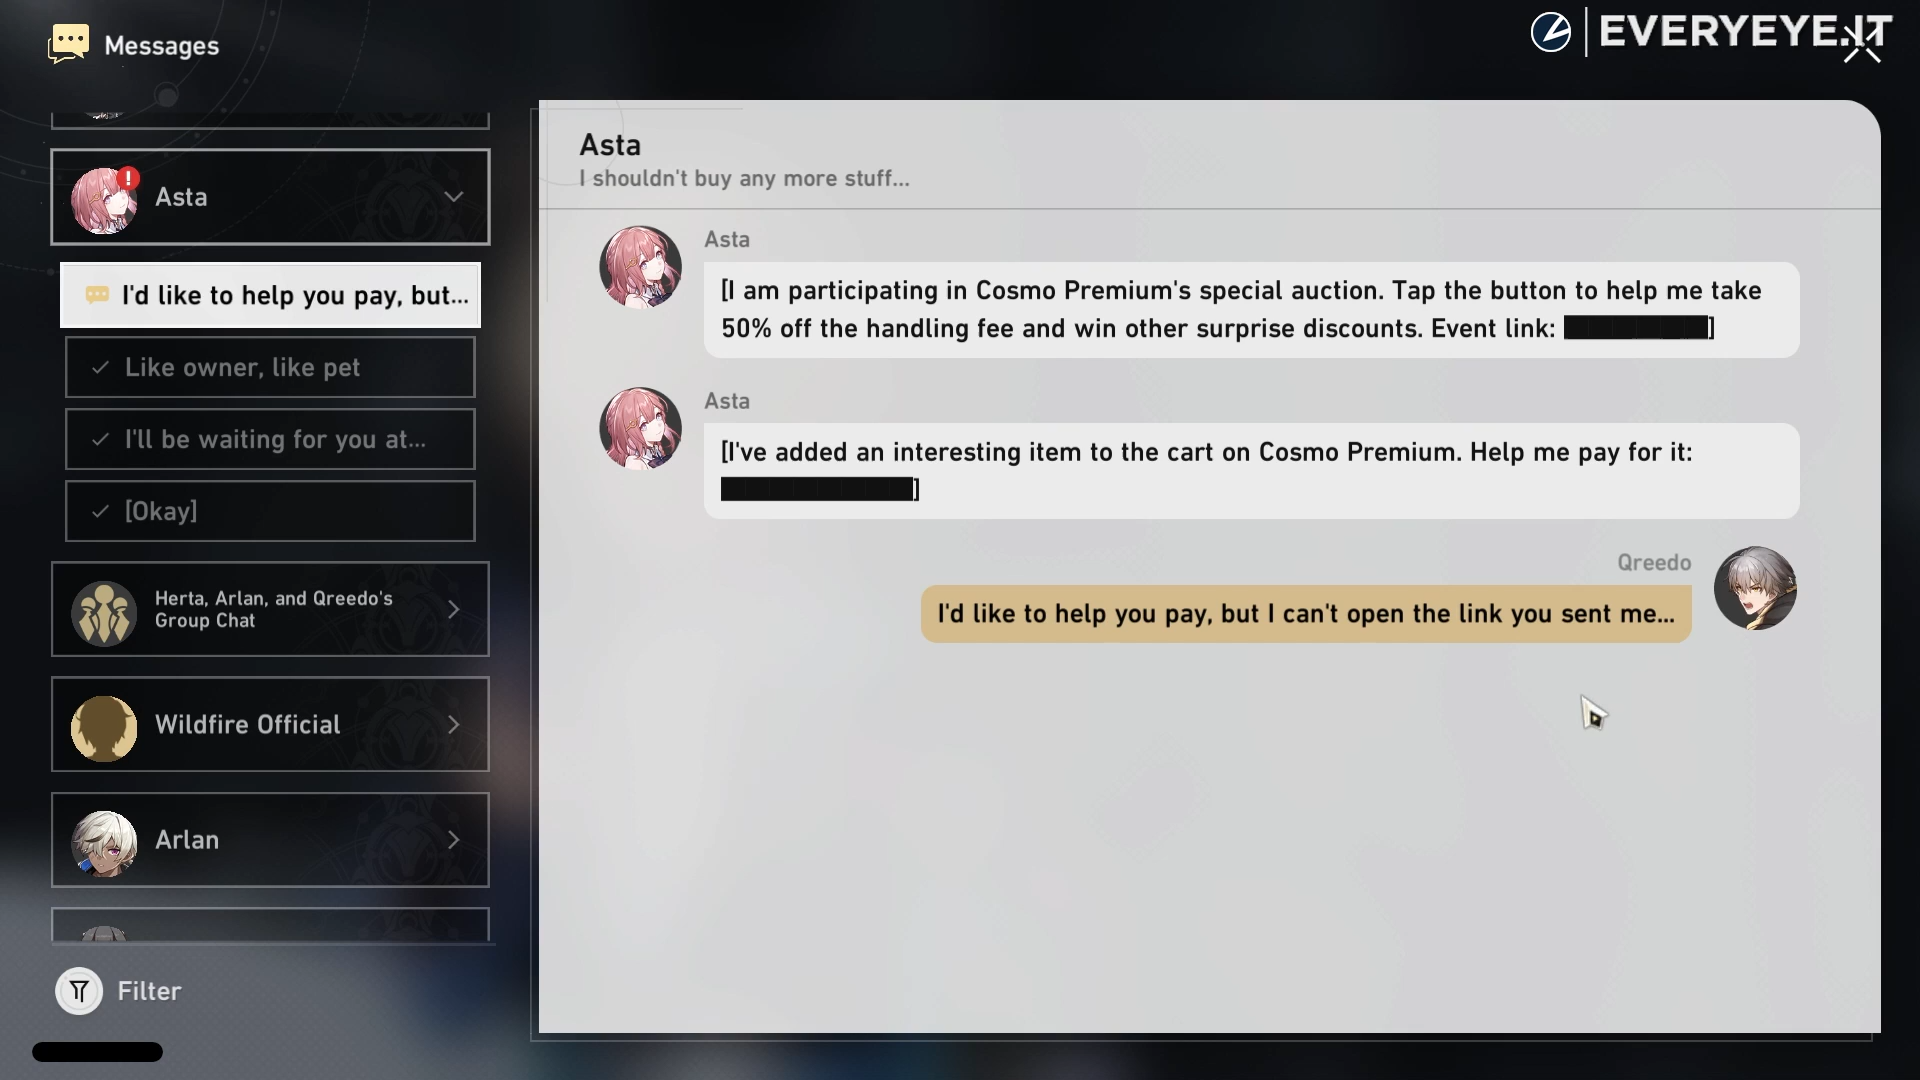 Messages
EVERYEYE.IT
Asta
I'd like to help you pay, but...
Like owner, like pet
I'll be waiting for you at...
[Okay]
Herta, Arlan, and Qreedo's
Group Chat
Wildfire Official
Arlan
Filter
Asta
I shouldn't buy any more stuff...
Asta
[I am participating in Cosmo Premium's special auction. Tap the button to help me take
50% off the handling fee and win other surprise discounts. Event link: ██████]
Asta
[I've added an interesting item to the cart on Cosmo Premium. Help me pay for it:
████████]
Qreedo
I'd like to help you pay, but I can't open the link you sent me...